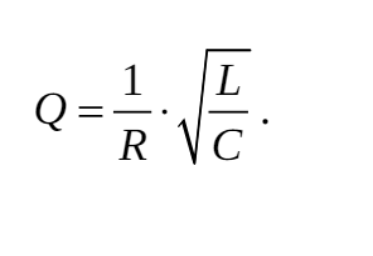 Q = 1/R · √(L/C).